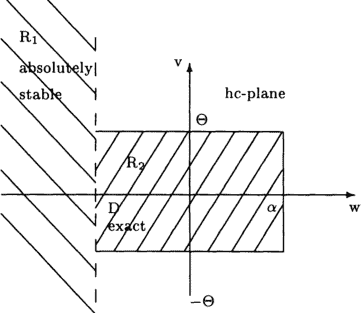 R₁
absolutely
stable
v
hc-plane
Θ
R₂
D
exact
α
w
−Θ